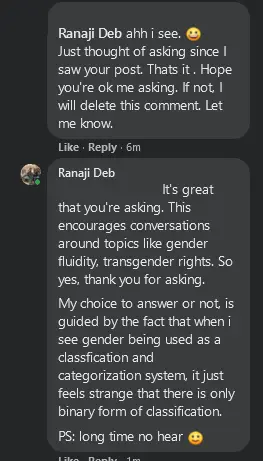 Ranaji Deb ahh i see. 😀
Just thought of asking since I
saw your post. Thats it . Hope
you're ok me asking. If not, I
will delete this comment. Let
me know.
Like · Reply · 6m
Ranaji Deb
It's great
that you're asking. This
encourages conversations
around topics like gender
fluidity, transgender rights. So
yes, thank you for asking.
My choice to answer or not, is
guided by the fact that when i
see gender being used as a
classfication and
categorization system, it just
feels strange that there is only
binary form of classification.
PS: long time no hear 😀
Like · Reply · 1m